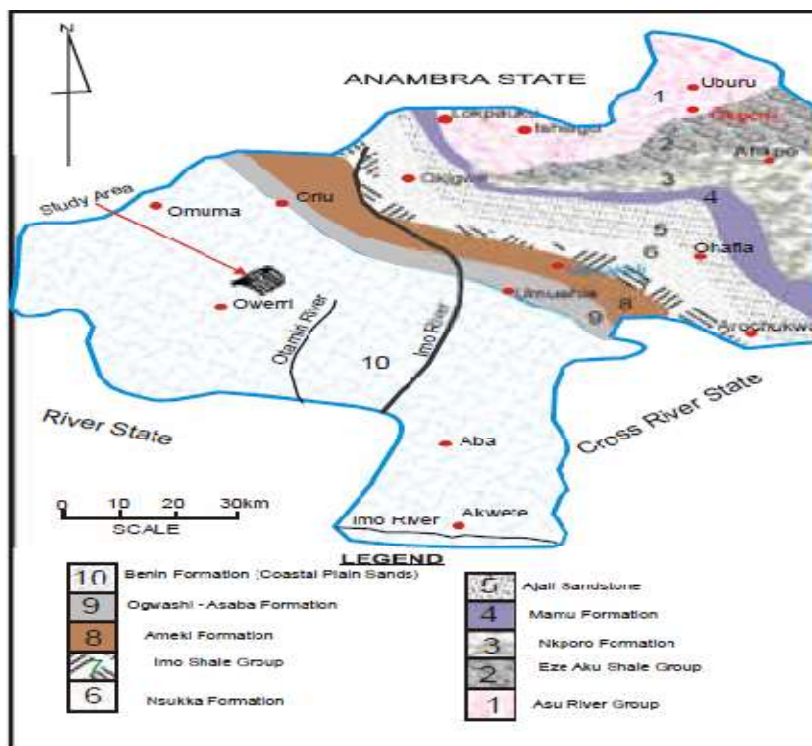 N
ANAMBRA STATE
Uburu
1
Lokpauku
Ishiagu
2
Afikpo
3
Okigwe
4
Study Area
Omuma
Orlu
5
6
Ohafia
Umuahia
8
Owerri
9
Arochukwu
Otamiri River
Imo River
10
River State
Cross River State
Aba
0 10 20 30km
SCALE
Imo River
Akwete
LEGEND
10 Benin Formation (Coastal Plain Sands)
9 Ogwashi - Asaba Formation
8 Ameki Formation
7 Imo Shale Group
6 Nsukka Formation
5 Ajali Sandstone
4 Mamu Formation
3 Nkporo Formation
2 Eze Aku Shale Group
1 Asu River Group